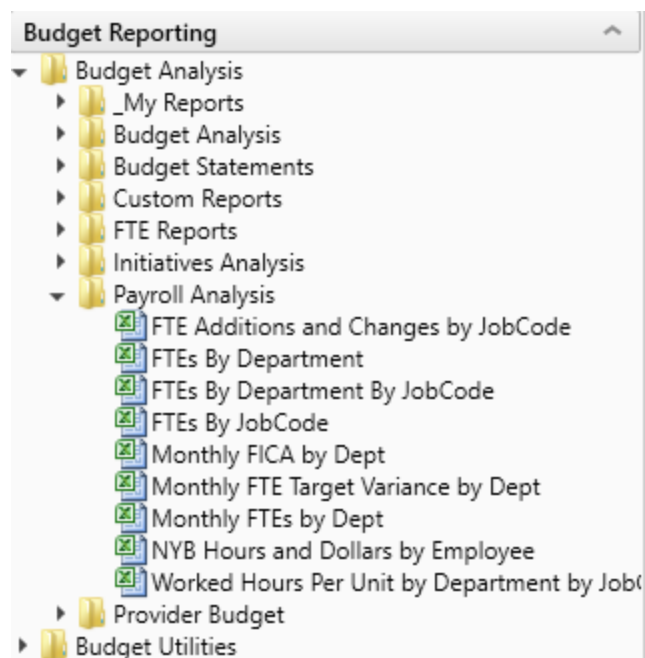 Budget Reporting
Budget Analysis
_My Reports
Budget Analysis
Budget Statements
Custom Reports
FTE Reports
Initiatives Analysis
Payroll Analysis
FTE Additions and Changes by JobCode
FTEs By Department
FTEs By Department By JobCode
FTEs By JobCode
Monthly FICA by Dept
Monthly FTE Target Variance by Dept
Monthly FTEs by Dept
NYB Hours and Dollars by Employee
Worked Hours Per Unit by Department by Job
Provider Budget
Budget Utilities